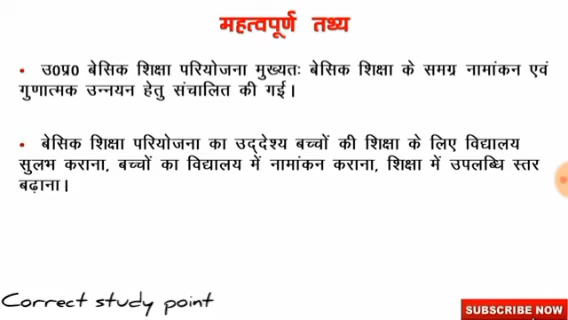 महत्वपूर्ण तथ्य
• उ0प्र0 बेसिक शिक्षा परियोजना मुख्यतः बेसिक शिक्षा के समग्र नामांकन एवं
गुणात्मक उन्नयन हेतु संचालित की गई।
• बेसिक शिक्षा परियोजना का उद्देश्य बच्चों की शिक्षा के लिए विद्यालय
सुलभ कराना, बच्चों का विद्यालय में नामांकन कराना, शिक्षा में उपलब्धि स्तर
बढ़ाना।
Correct study point
SUBSCRIBE NOW